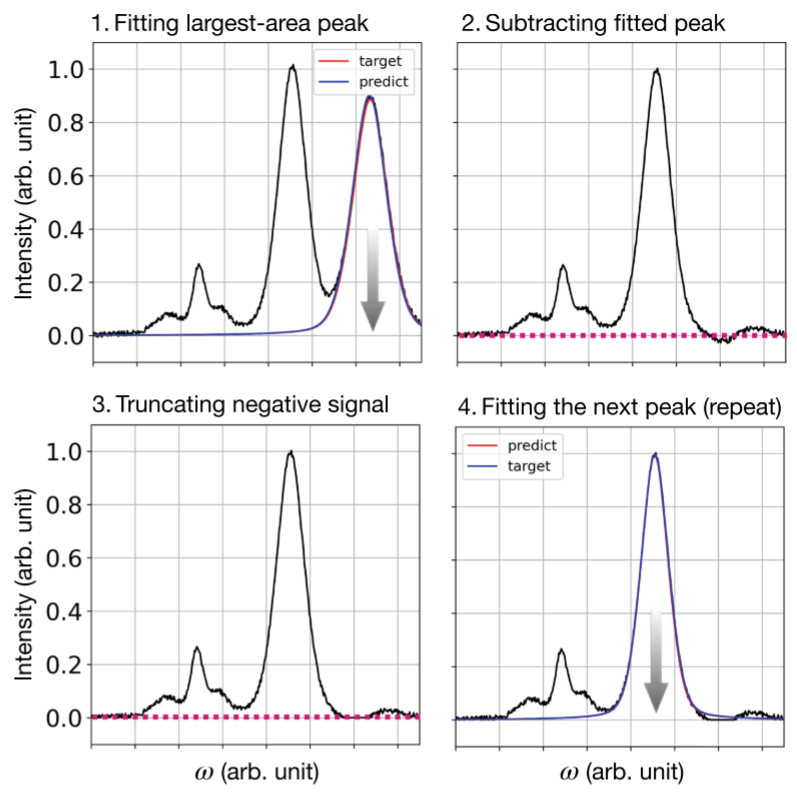 1. Fitting largest-area peak
target
predict
Intensity (arb. unit)
1.0
0.8
0.6
0.4
0.2
0.0
2. Subtracting fitted peak
3. Truncating negative signal
Intensity (arb. unit)
1.0
0.8
0.6
0.4
0.2
0.0
ω (arb. unit)
4. Fitting the next peak (repeat)
predict
target
ω (arb. unit)